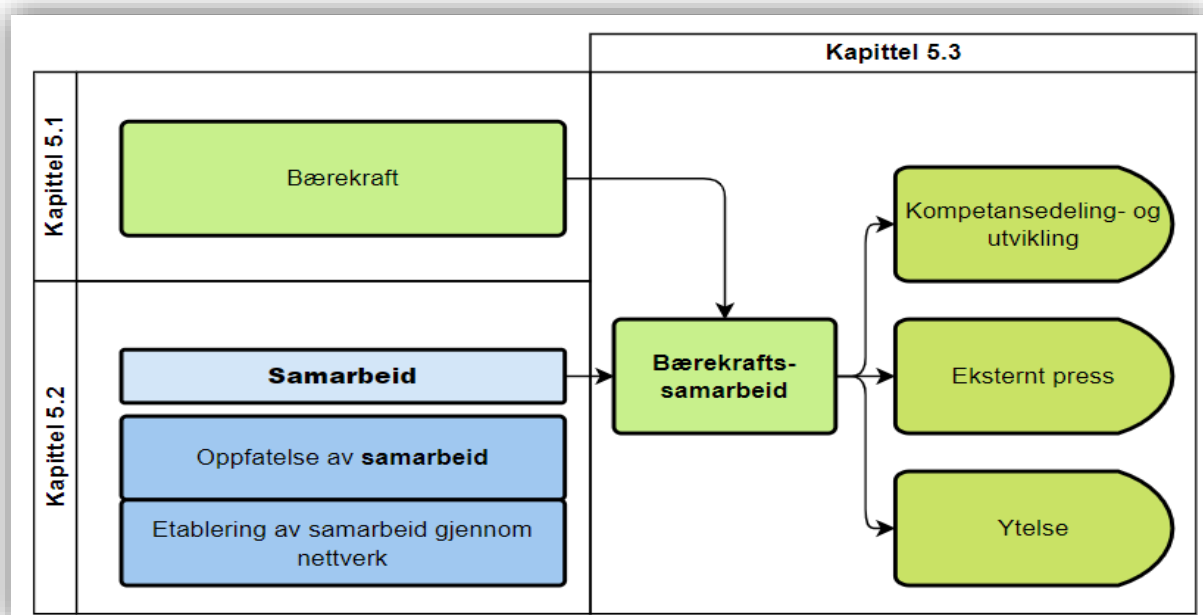 Kapittel 5.3
Kapittel 5.1
Bærekraft
Kompetansedeling- og
utvikling
Kapittel 5.2
Samarbeid
Oppfatelse av samarbeid
Etablering av samarbeid gjennom
nettverk
Bærekrafts-
samarbeid
Eksternt press
Ytelse